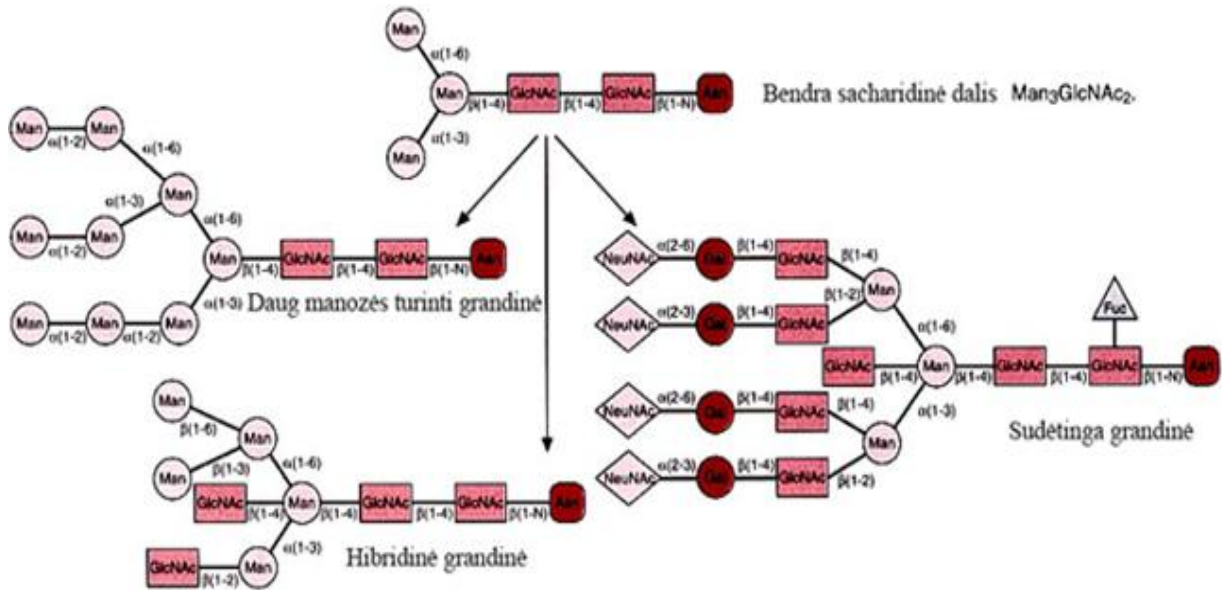 Man
α(1-6)
Man
GlcNAc
GlcNAc
Asn
β(1-4)
β(1-4)
β(1-N)
α(1-3)
Man
Bendra sacharidinė dalis Man₃GlcNAc₂.
Man
Man
α(1-2)
α(1-6)
Man
α(1-3)
Man
Man
α(1-2)
α(1-6)
Man
GlcNAc
GlcNAc
Asn
β(1-4)
β(1-4)
β(1-N)
α(1-3)
Man
Man
Man
α(1-2)
α(1-2)
Daug manozės turinti grandinė
NeuNAc
α(2-6)
Gal
β(1-4)
GlcNAc
β(1-4)
Man
β(1-2)
NeuNAc
α(2-3)
Gal
β(1-4)
GlcNAc
α(1-6)
Fuc
GlcNAc
β(1-4)
Man
β(1-4)
GlcNAc
β(1-4)
GlcNAc
β(1-N)
Asn
α(1-3)
NeuNAc
α(2-6)
Gal
β(1-4)
GlcNAc
β(1-4)
Man
NeuNAc
α(2-3)
Gal
β(1-4)
GlcNAc
β(1-2)
Sudėtinga grandinė
Man
β(1-6)
Man
β(1-3)
Man
α(1-6)
GlcNAc
β(1-4)
Man
β(1-4)
GlcNAc
β(1-4)
GlcNAc
β(1-N)
Asn
α(1-3)
GlcNAc
β(1-2)
Man
Hibridinė grandinė